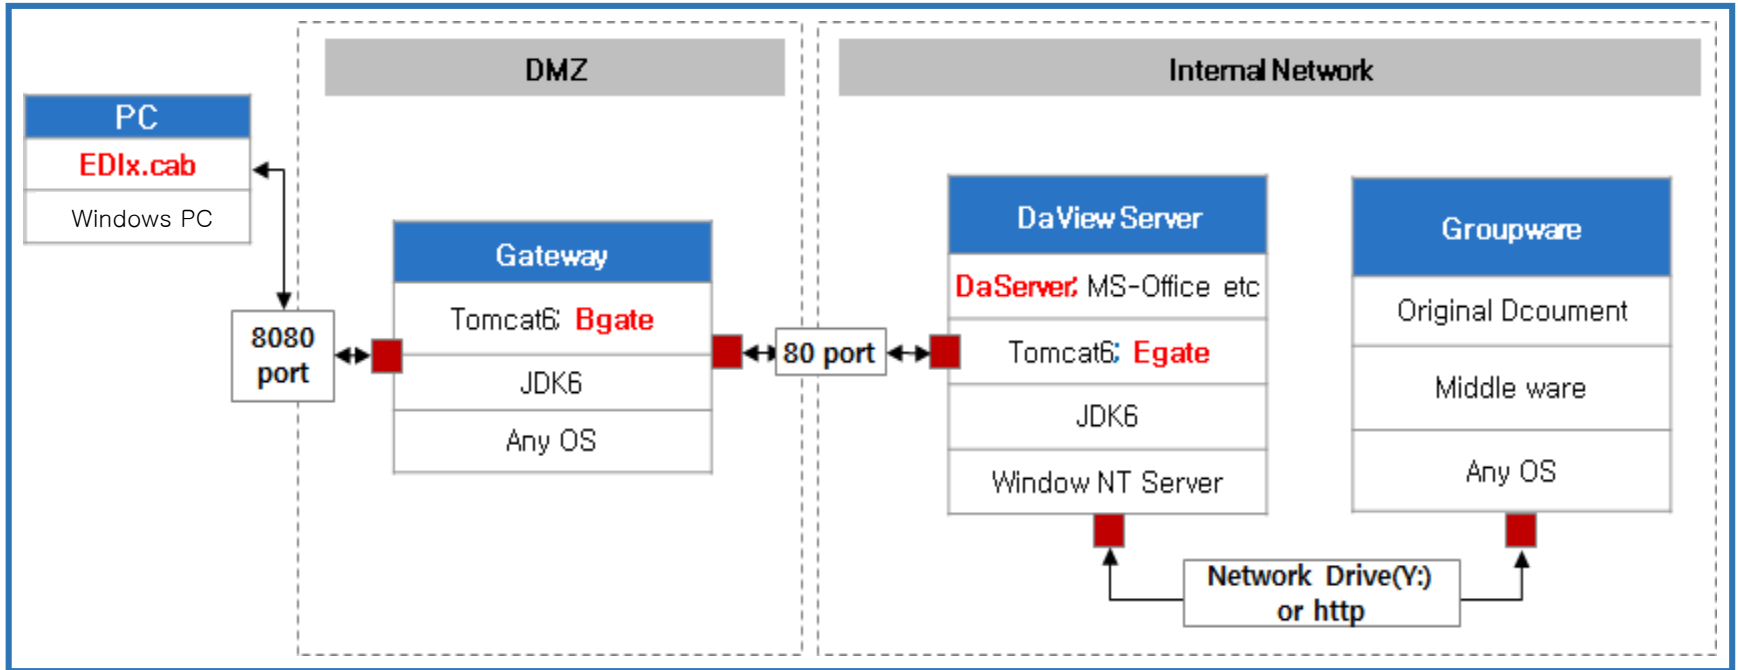 DMZ
Internal Network
PC
EDIx.cab
Windows PC
8080
port
Gateway
Tomcat6; Bgate
JDK6
Any OS
80 port
DaView Server
DaServer; MS-Office etc
Tomcat6; Egate
JDK6
Window NT Server
Groupware
Original Dcoument
Middle ware
Any OS
Network Drive(Y:)
or http